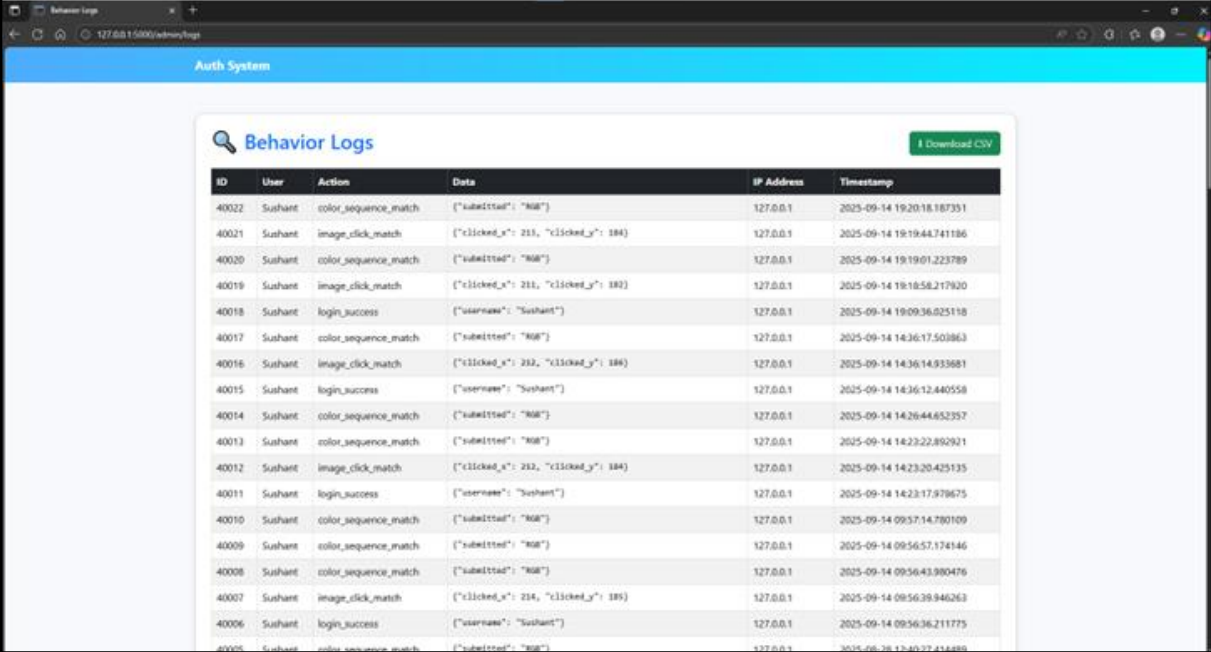 Behavior Logs
127.0.0.1:5000/admin/logs
Auth System
Behavior Logs
Download CSV
ID User Action Data IP Address Timestamp
40022 Sushant color_sequence_match {"submitted": "RGB"} 127.0.0.1 2025-09-14 19:20:18.187351
40021 Sushant image_click_match {"clicked_x": 213, "clicked_y": 184} 127.0.0.1 2025-09-14 19:19:44.741186
40020 Sushant color_sequence_match {"submitted": "RGB"} 127.0.0.1 2025-09-14 19:19:01.223789
40019 Sushant image_click_match {"clicked_x": 211, "clicked_y": 182} 127.0.0.1 2025-09-14 19:18:58.217920
40018 Sushant login_success {"username": "Sushant"} 127.0.0.1 2025-09-14 19:09:36.025118
40017 Sushant color_sequence_match {"submitted": "RGB"} 127.0.0.1 2025-09-14 14:36:17.503863
40016 Sushant image_click_match {"clicked_x": 212, "clicked_y": 186} 127.0.0.1 2025-09-14 14:36:14.933681
40015 Sushant login_success {"username": "Sushant"} 127.0.0.1 2025-09-14 14:36:12.440558
40014 Sushant color_sequence_match {"submitted": "RGB"} 127.0.0.1 2025-09-14 14:26:44.652357
40013 Sushant color_sequence_match {"submitted": "RGB"} 127.0.0.1 2025-09-14 14:23:22.892921
40012 Sushant image_click_match {"clicked_x": 212, "clicked_y": 184} 127.0.0.1 2025-09-14 14:23:20.425135
40011 Sushant login_success {"username": "Sushant"} 127.0.0.1 2025-09-14 14:23:17.978675
40010 Sushant color_sequence_match {"submitted": "RGB"} 127.0.0.1 2025-09-14 09:57:14.780109
40009 Sushant color_sequence_match {"submitted": "RGB"} 127.0.0.1 2025-09-14 09:56:57.174146
40008 Sushant color_sequence_match {"submitted": "RGB"} 127.0.0.1 2025-09-14 09:56:43.980476
40007 Sushant image_click_match {"clicked_x": 214, "clicked_y": 185} 127.0.0.1 2025-09-14 09:56:39.946263
40006 Sushant login_success {"username": "Sushant"} 127.0.0.1 2025-09-14 09:56:36.211775
40005 Sushant color_sequence_match {"submitted": "RGB"} 127.0.0.1